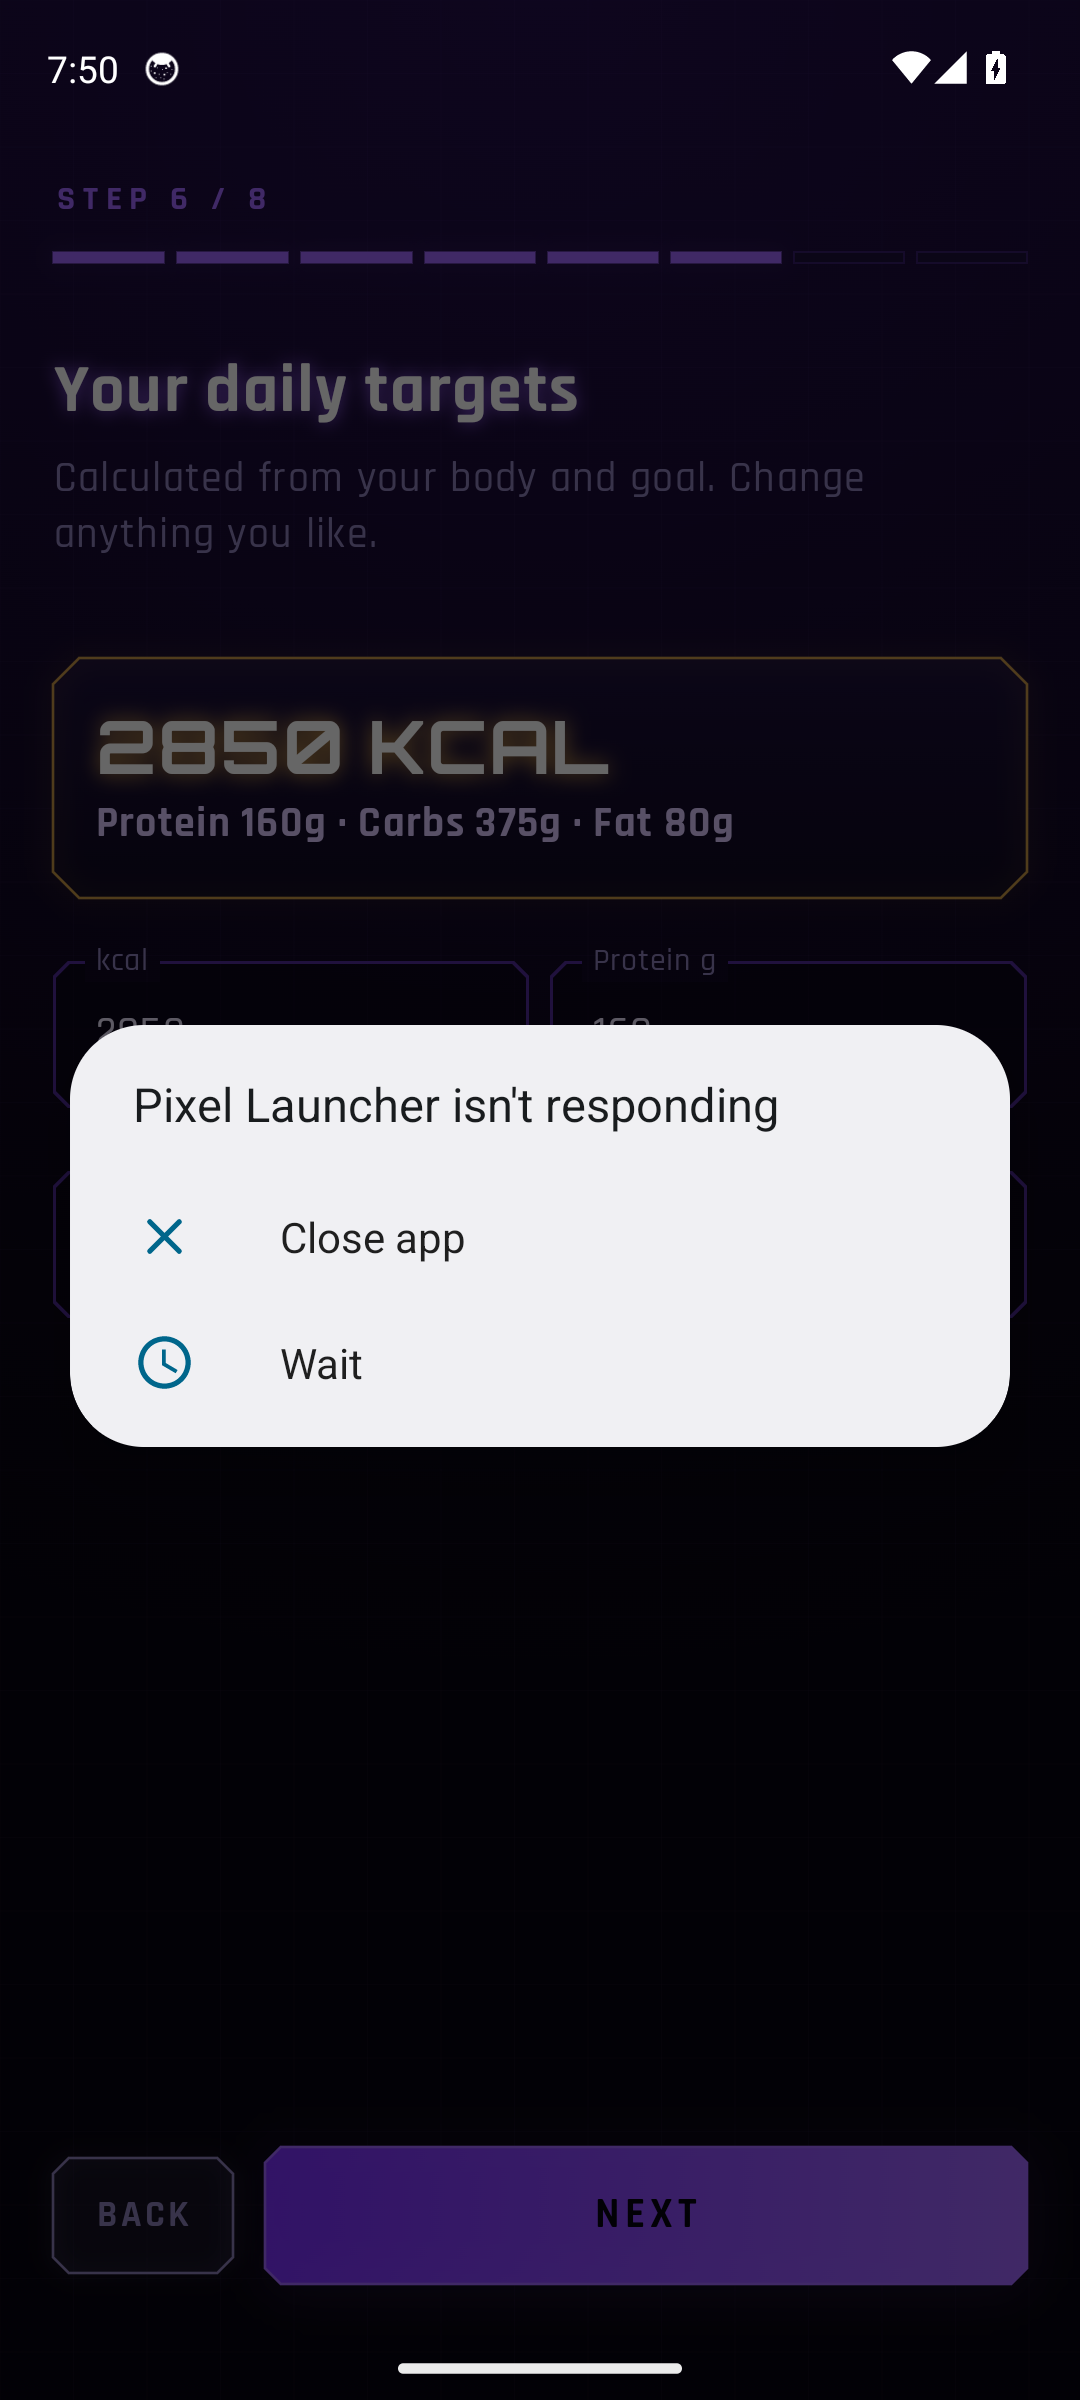 7:50
STEP 6 / 8
Your daily targets
Calculated from your body and goal. Change
anything you like.
2850 KCAL
Protein 160g · Carbs 375g · Fat 80g
kcal
Protein g
Pixel Launcher isn't responding
Close app
Wait
BACK
NEXT